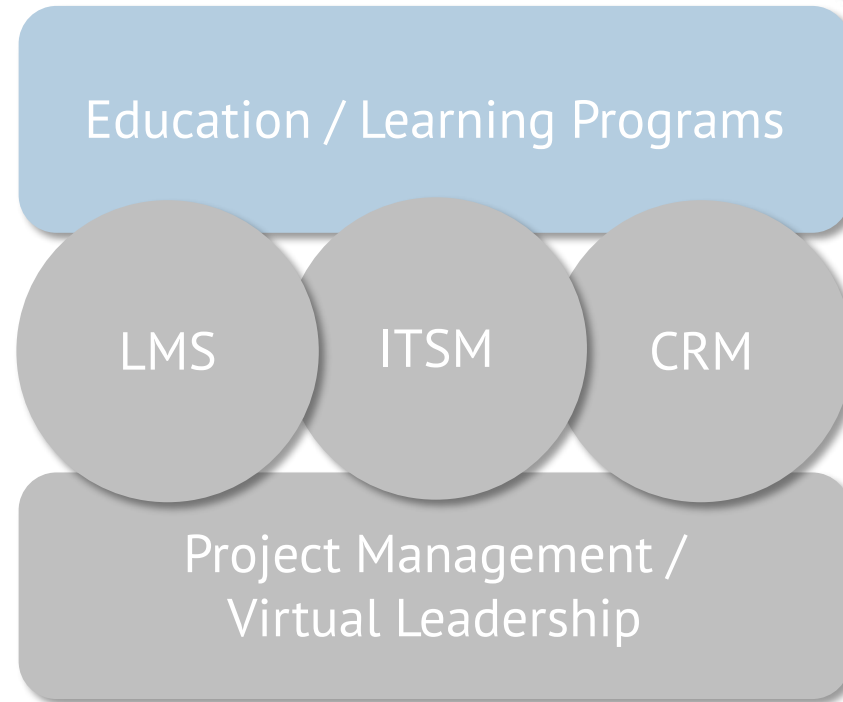 Education / Learning Programs
LMS
ITSM
CRM
Project Management /
Virtual Leadership